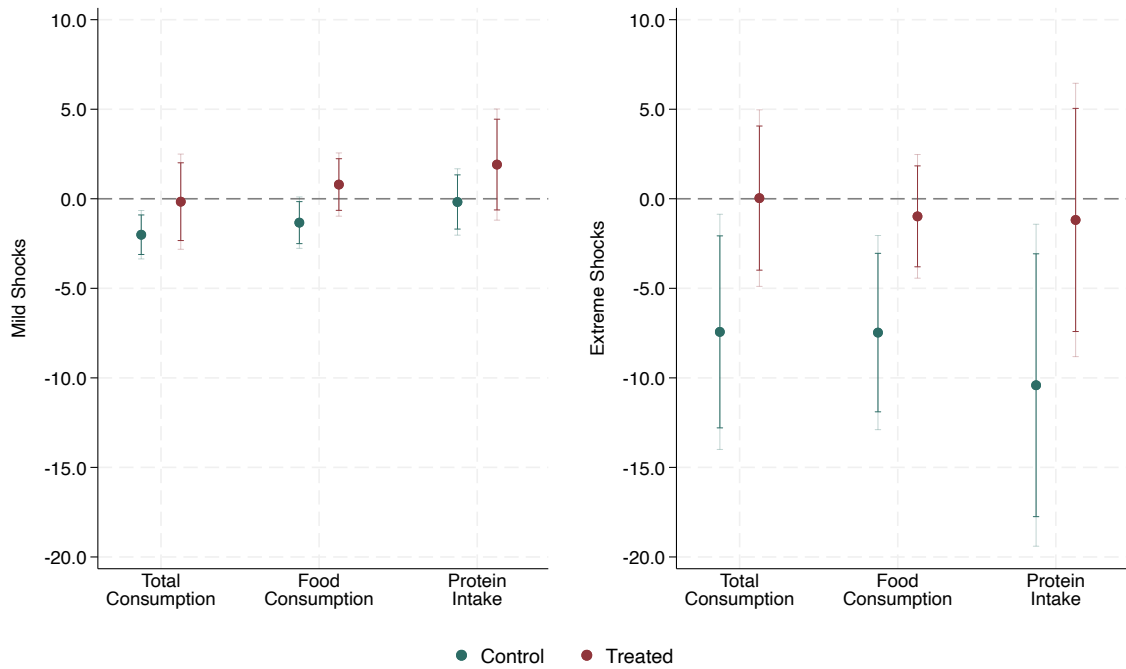 10.0
5.0
0.0
-5.0
-10.0
-15.0
-20.0
Mild Shocks
Total
Consumption
Food
Consumption
Protein
Intake
10.0
5.0
0.0
-5.0
-10.0
-15.0
-20.0
Extreme Shocks
Total
Consumption
Food
Consumption
Protein
Intake
Control
Treated